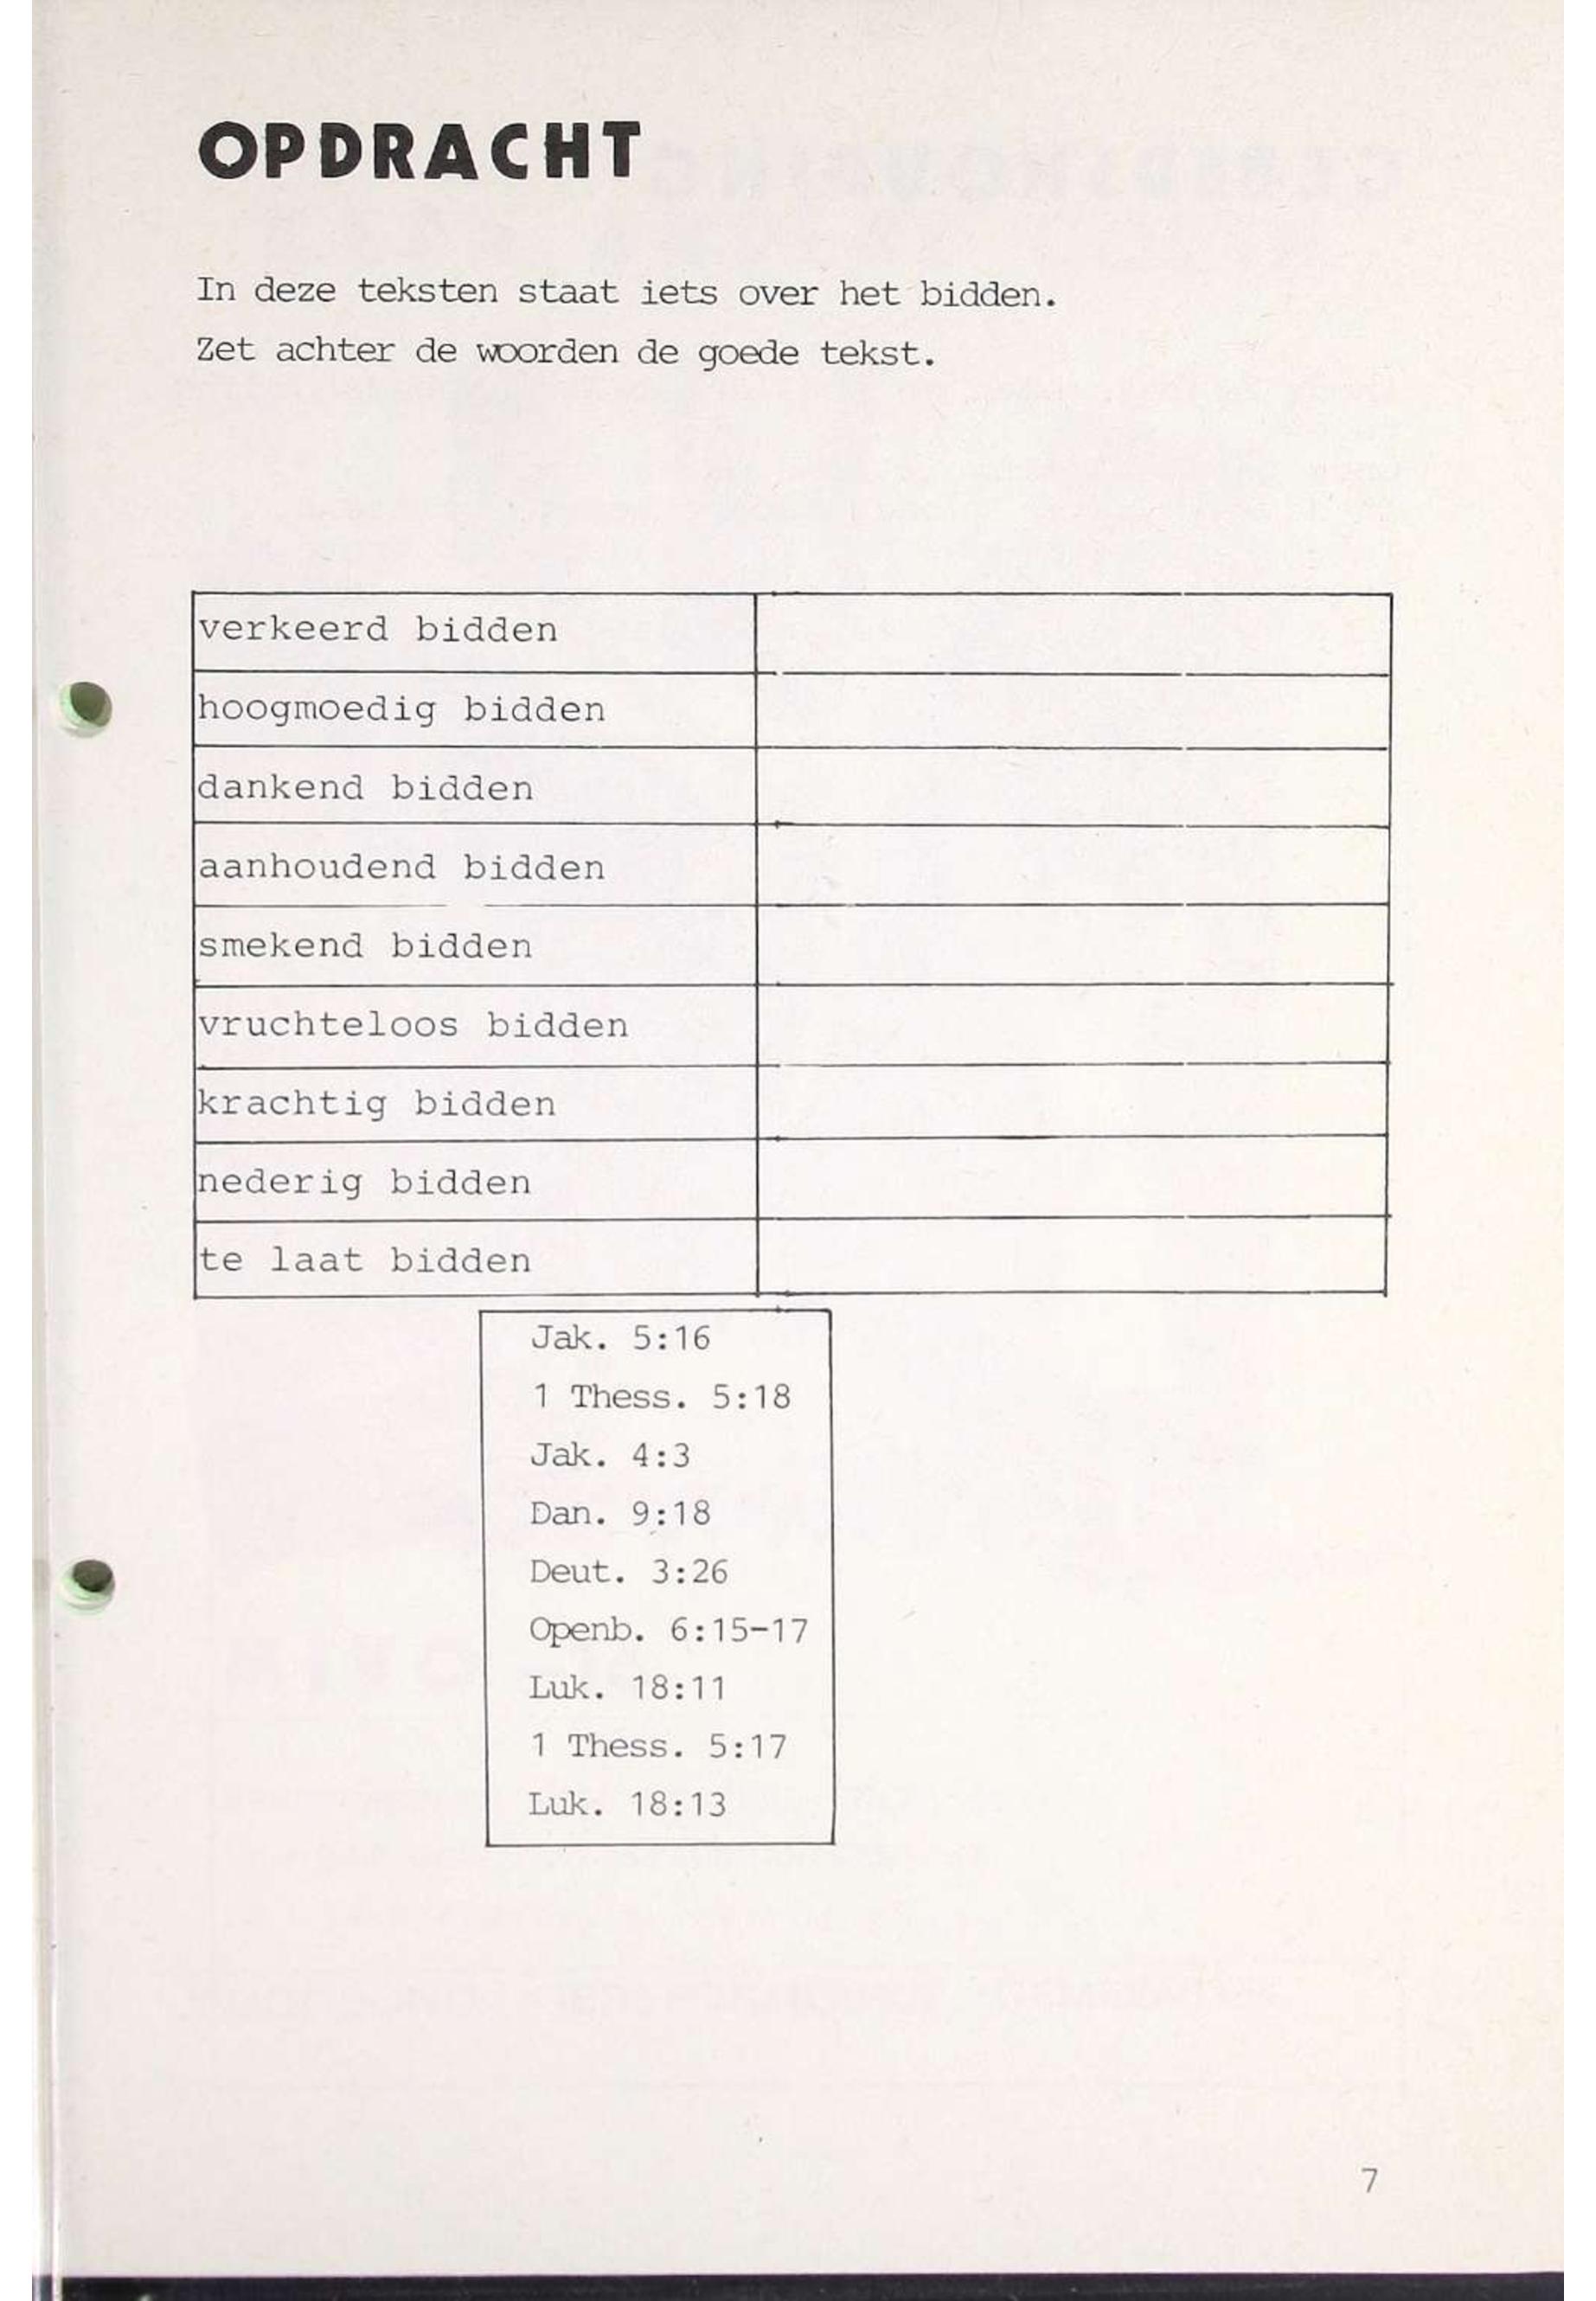 OPDRACHT
In deze teksten staat iets over het bidden.
Zet achter de woorden de goede tekst.
verkeerd bidden
hoogmoedig bidden
dankend bidden
aanhoudend bidden
smekend bidden
vruchteloos bidden
krachtig bidden
nederig bidden
te laat bidden
Jak. 5:16
1 Thess. 5:18
Jak. 4:3
Dan. 9:18
Deut. 3:26
Openb. 6:15-17
Luk. 18:11
1 Thess. 5:17
Luk. 18:13
7